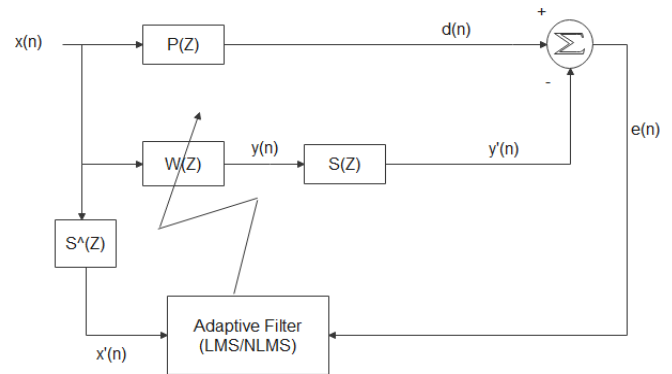 x(n)
P(Z)
d(n)
+
Σ
-
e(n)
W(Z)
y(n)
S(Z)
y'(n)
S^(Z)
x'(n)
Adaptive Filter
(LMS/NLMS)